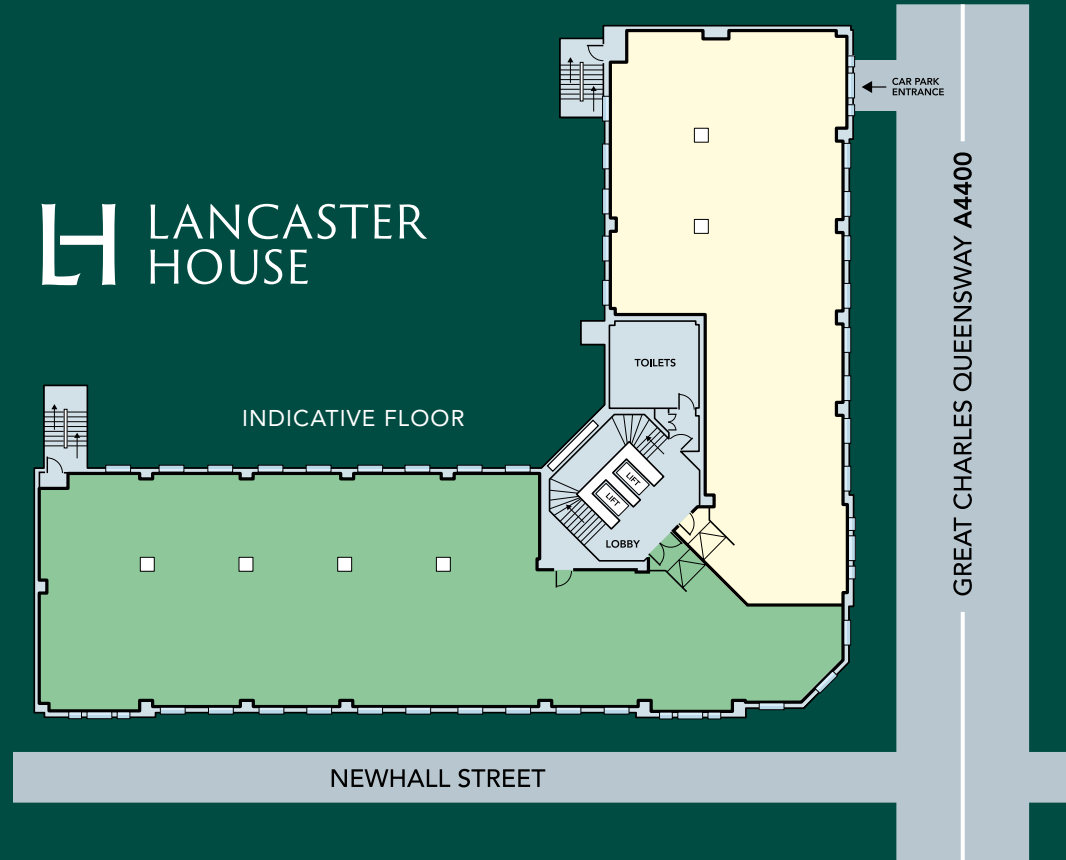 CAR PARK
ENTRANCE
LANCASTER
HOUSE
GREAT CHARLES QUEENSWAY A4400
TOILETS
INDICATIVE FLOOR
LIFT
LIFT
LOBBY
NEWHALL STREET